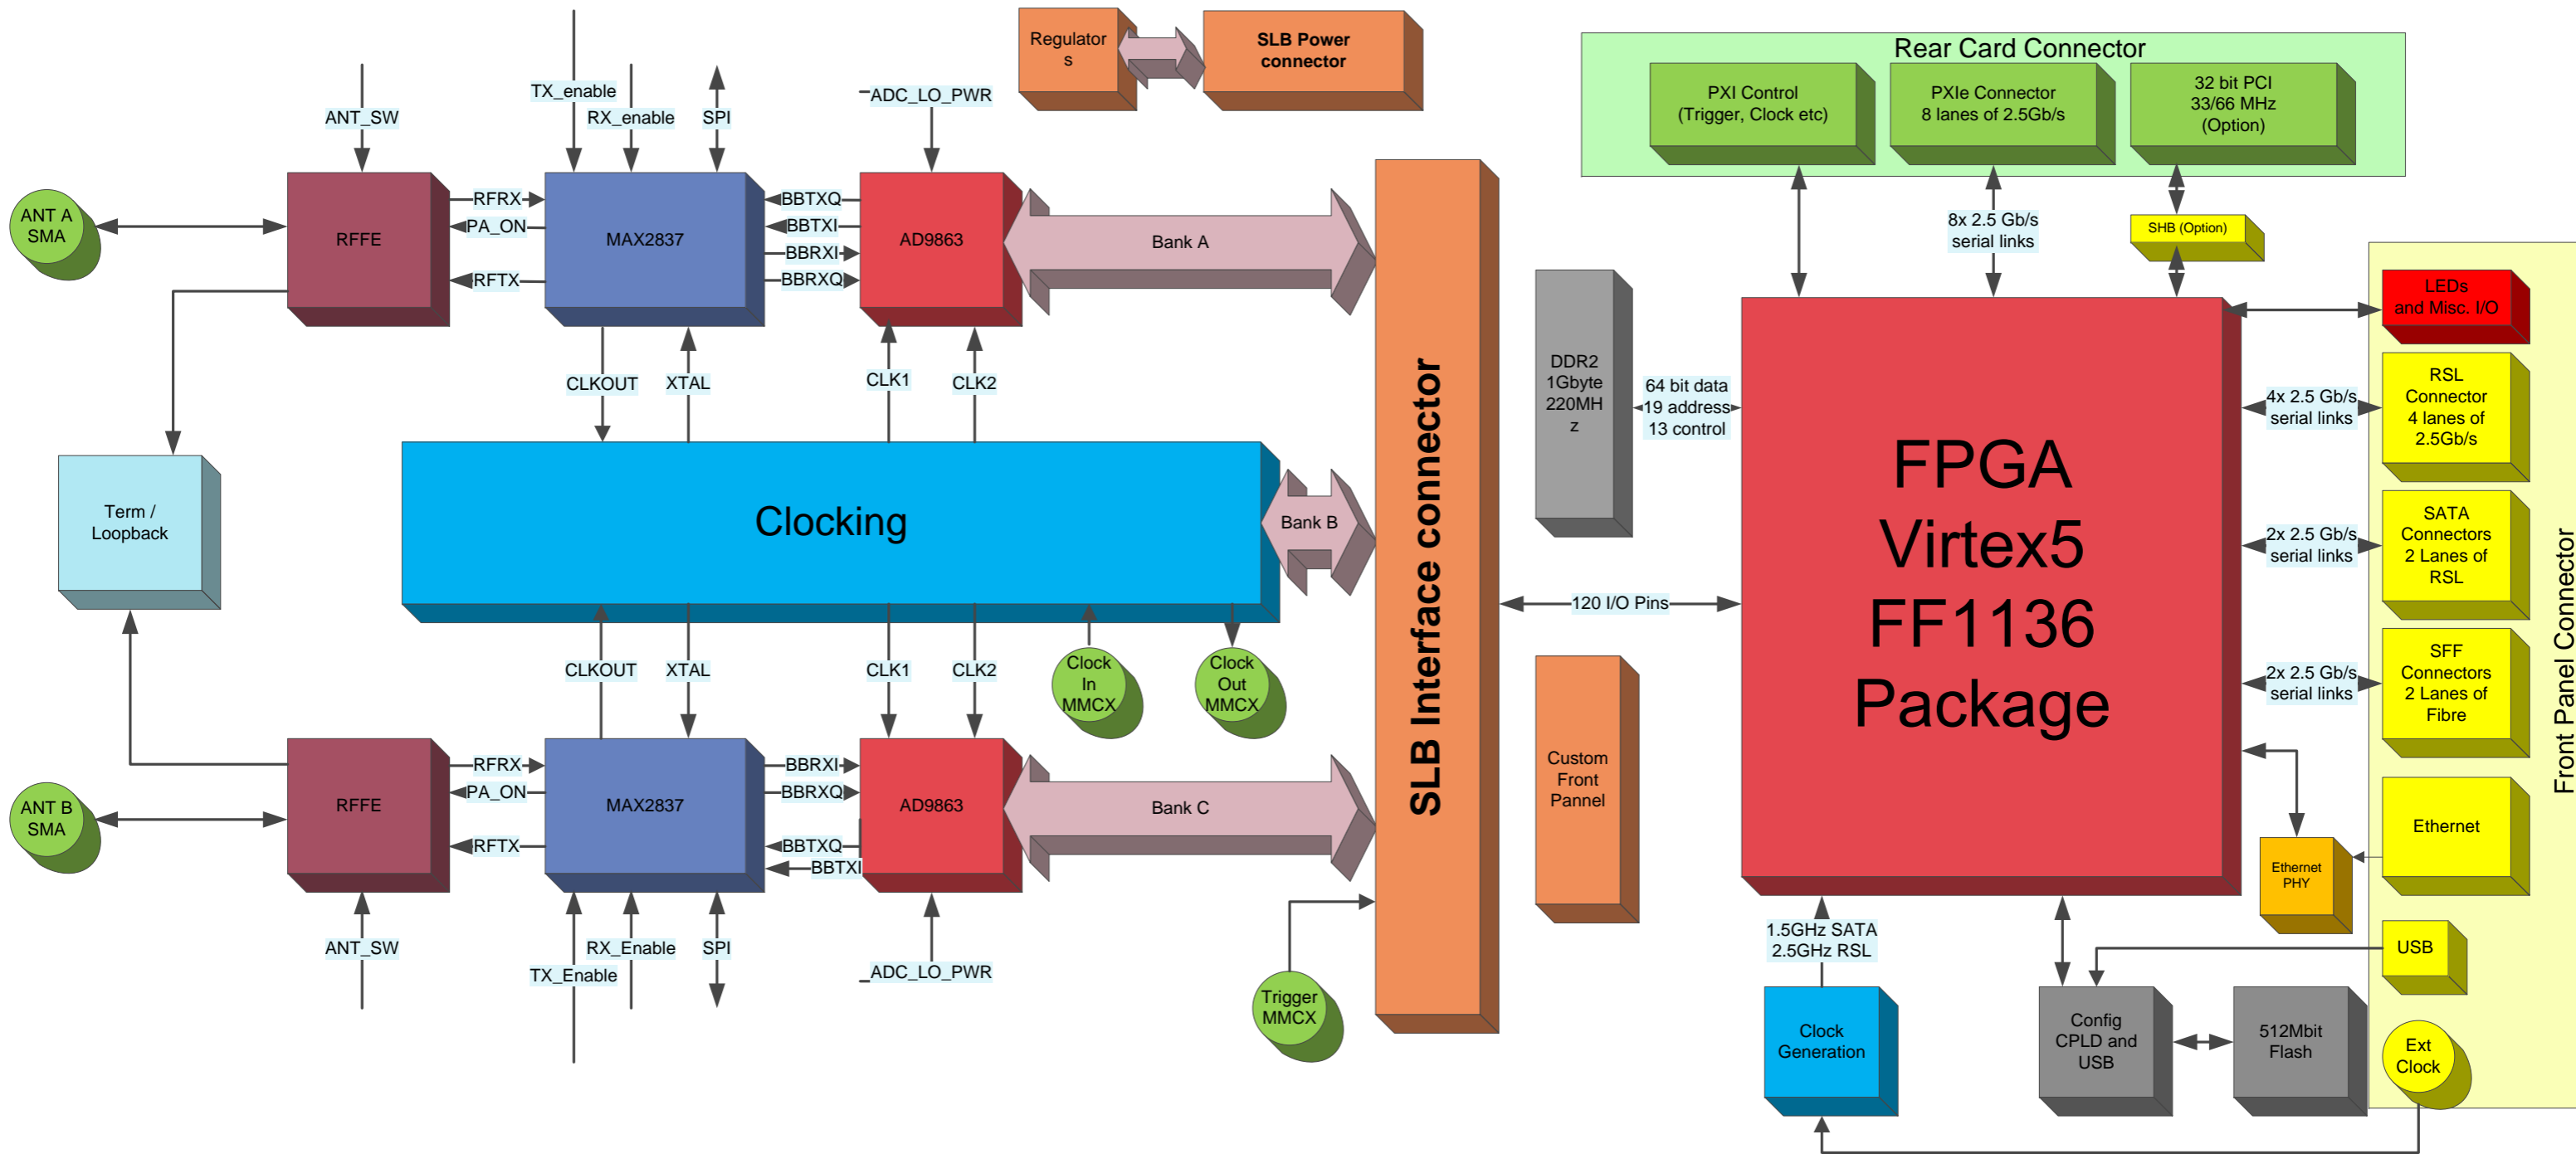 Regulator
s
SLB Power
connector
Rear Card Connector
PXI Control
(Trigger, Clock etc)
PXIe Connector
8 lanes of 2.5Gb/s
32 bit PCI
33/66 MHz
(Option)
TX_enable
ANT_SW
RX_enable
SPI
ADC_LO_PWR
ANT A
SMA
RFFE
RFRX
PA_ON
RFTX
MAX2837
BBTXQ
BBTXI
BBRXI
BBRXQ
AD9863
Bank A
8x 2.5 Gb/s
serial links
SHB (Option)
CLKOUT
XTAL
CLK1
CLK2
Term /
Loopback
Clocking
Bank B
SLB Interface connector
DDR2
1Gbyte
220MH
z
64 bit data
19 address
13 control
FPGA
Virtex5
FF1136
Package
120 I/O Pins
Custom
Front
Pannel
LEDs
and Misc. I/O
4x 2.5 Gb/s
serial links
RSL
Connector
4 lanes of
2.5Gb/s
2x 2.5 Gb/s
serial links
SATA
Connectors
2 Lanes of
RSL
2x 2.5 Gb/s
serial links
SFF
Connectors
2 Lanes of
Fibre
Front Panel Connector
Ethernet
Ethernet
PHY
USB
Ext
Clock
CLKOUT
XTAL
CLK1
CLK2
Clock
In
MMCX
Clock
Out
MMCX
ANT B
SMA
RFFE
RFRX
PA_ON
RFTX
MAX2837
BBRXI
BBRXQ
BBTXQ
BBTXI
AD9863
Bank C
ANT_SW
TX_Enable
RX_Enable
SPI
ADC_LO_PWR
Trigger
MMCX
1.5GHz SATA
2.5GHz RSL
Clock
Generation
Config
CPLD and
USB
512Mbit
Flash